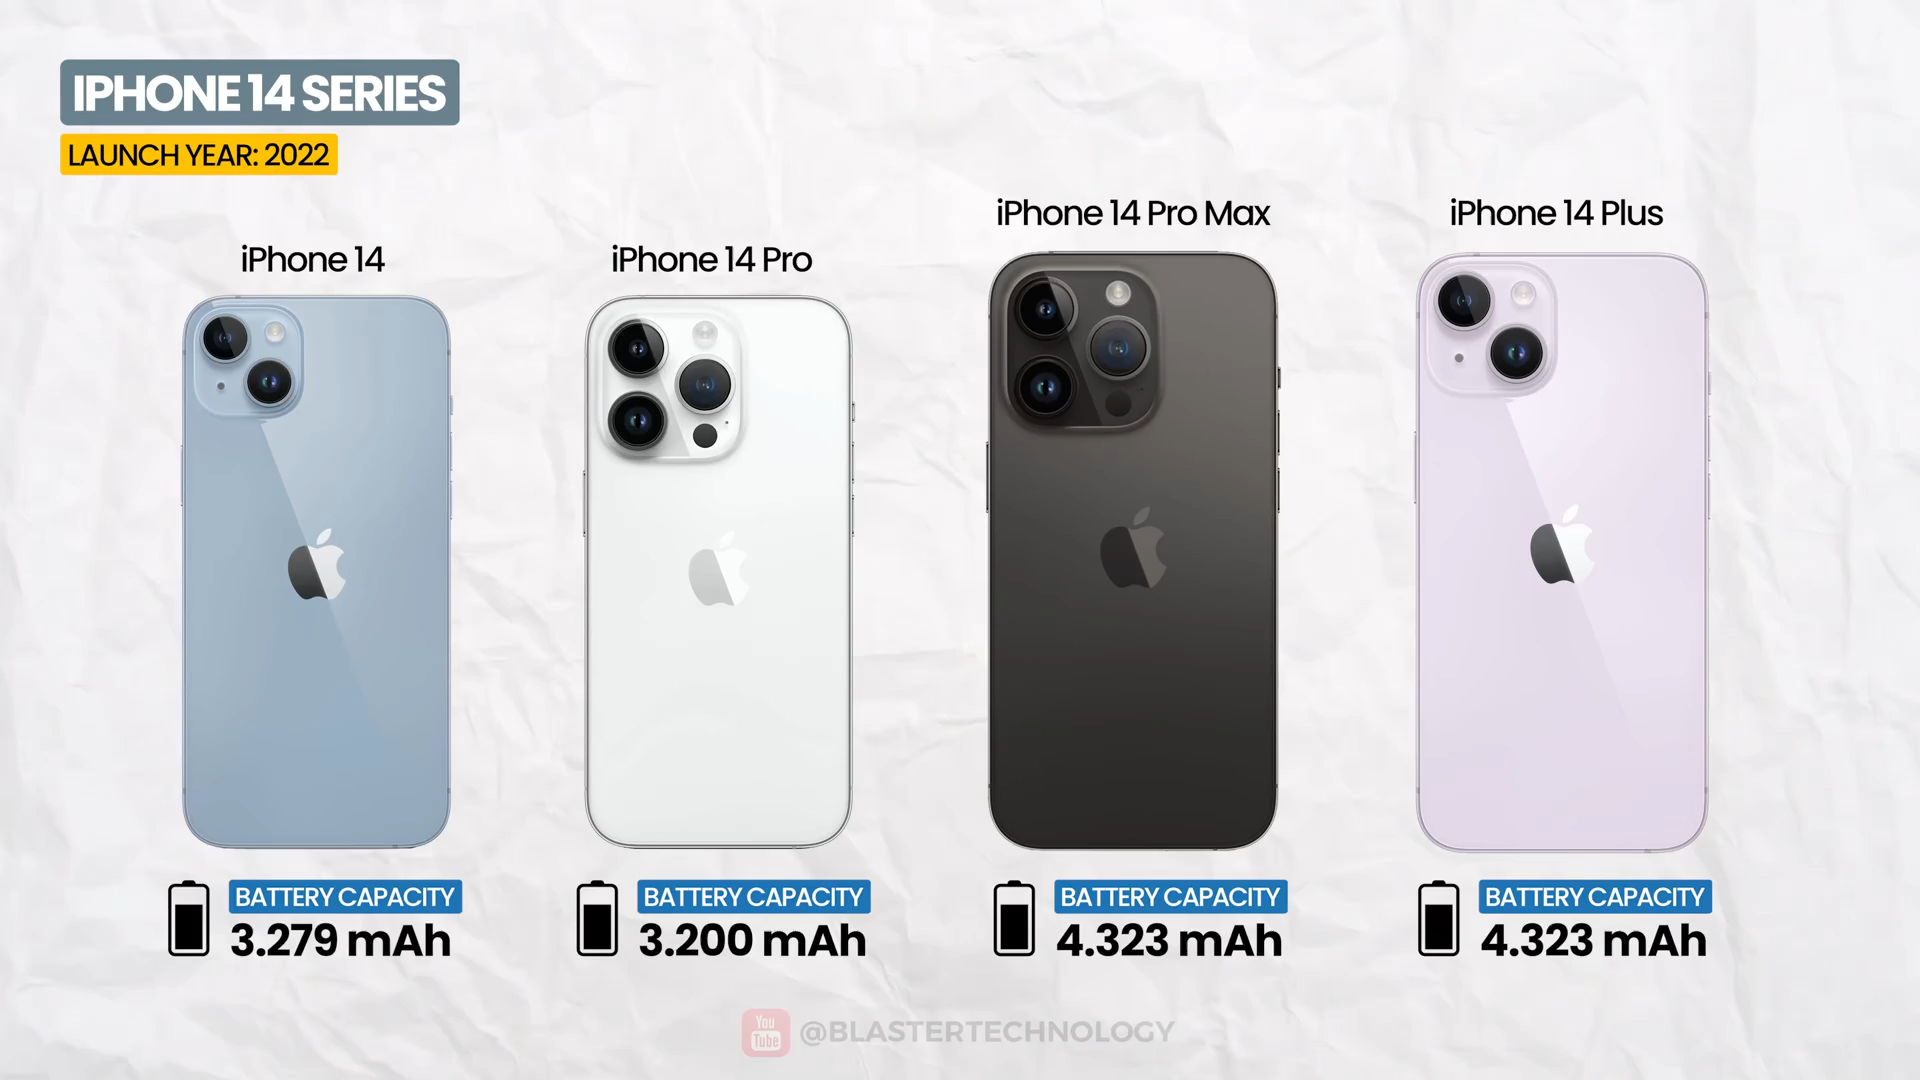 IPHONE 14 SERIES
LAUNCH YEAR: 2022
iPhone 14
iPhone 14 Pro
iPhone 14 Pro Max
iPhone 14 Plus
BATTERY CAPACITY
3.279 mAh
BATTERY CAPACITY
3.200 mAh
BATTERY CAPACITY
4.323 mAh
BATTERY CAPACITY
4.323 mAh
You
Tube
@BLASTERTECHNOLOGY